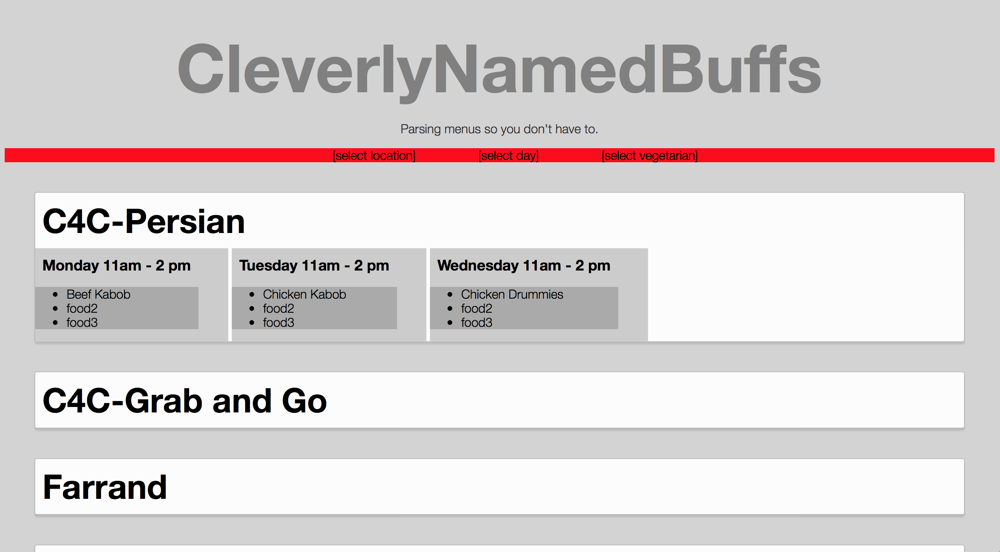 CleverlyNamedBuffs
Parsing menus so you don't have to.
[select location] [select day] [select vegetarian]
C4C-Persian
Monday 11am - 2 pm
Beef Kabob
food2
food3
Tuesday 11am - 2 pm
Chicken Kabob
food2
food3
Wednesday 11am - 2 pm
Chicken Drummies
food2
food3
C4C-Grab and Go
Farrand